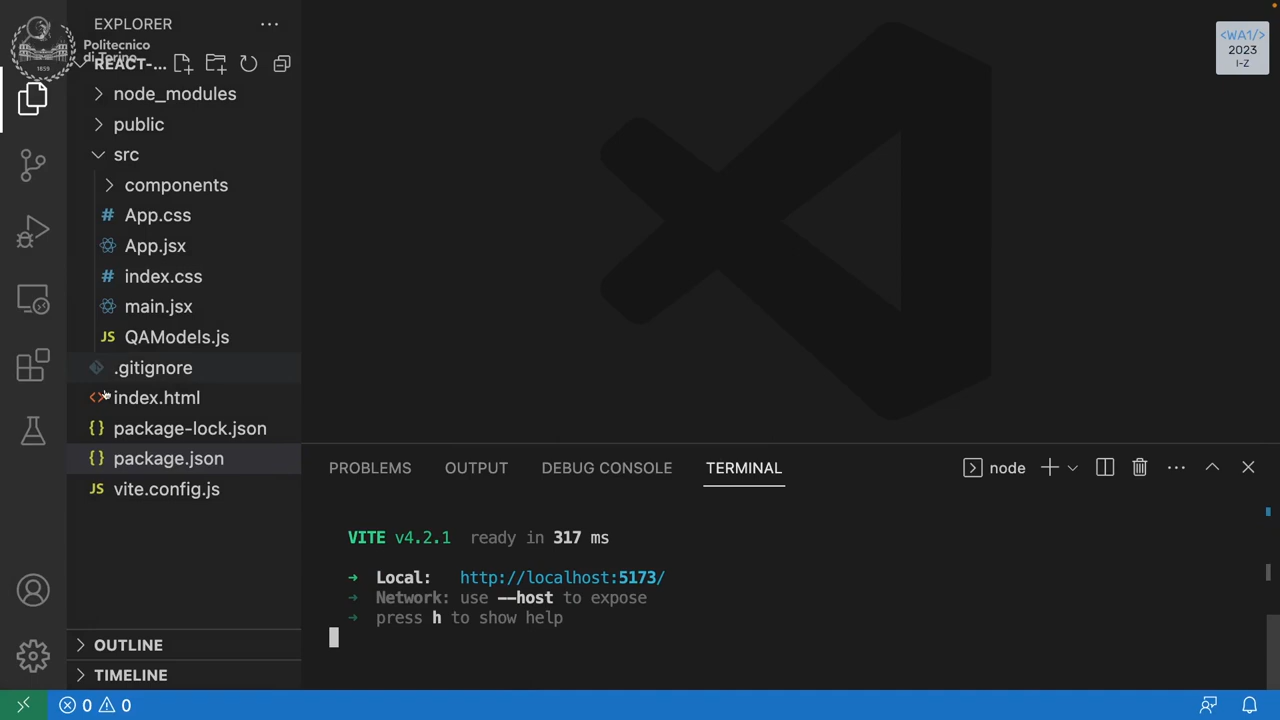 EXPLORER
Politecnico
di Torino
1859
REACT-...
node_modules
public
src
components
# App.css
App.jsx
# index.css
main.jsx
JS QAModels.js
.gitignore
<> index.html
{} package-lock.json
{} package.json
JS vite.config.js
OUTLINE
TIMELINE
<WA1/>
2023
I-Z
PROBLEMS OUTPUT DEBUG CONSOLE TERMINAL node
VITE v4.2.1 ready in 317 ms
➜ Local: http://localhost:5173/
➜ Network: use --host to expose
➜ press h to show help
0 0